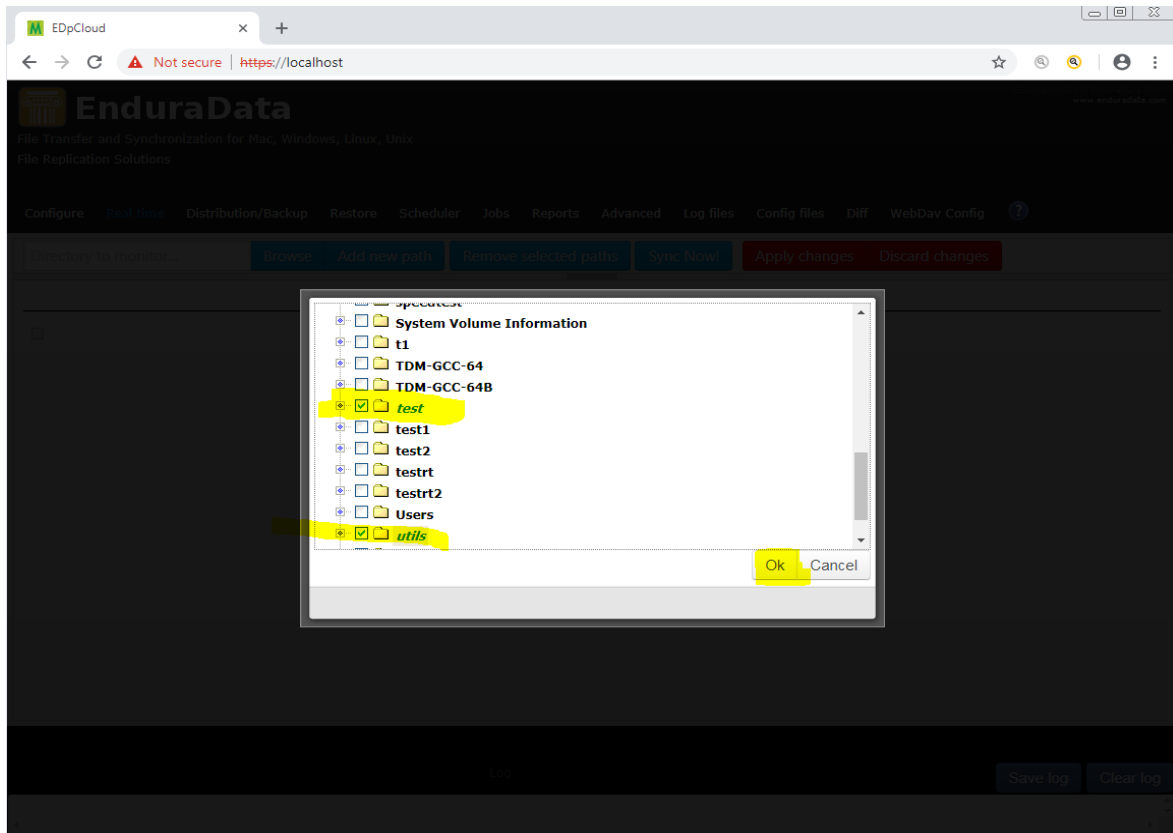 EDpCloud
Not secure | https://localhost
EnduraData
www.enduradata.com
File Transfer and Synchronization for Mac, Windows, Linux, Unix
File Replication Solutions
Configure Real time Distribution/Backup Restore Scheduler Jobs Reports Advanced Log files Config files Diff WebDav Config ?
Directory to monitor... Browse Add new path Remove selected paths Sync Now! Apply changes Discard changes
speedtest
System Volume Information
t1
TDM-GCC-64
TDM-GCC-64B
test
test1
test2
testrt
testrt2
Users
utils
Ok Cancel
Log
Save log Clear log